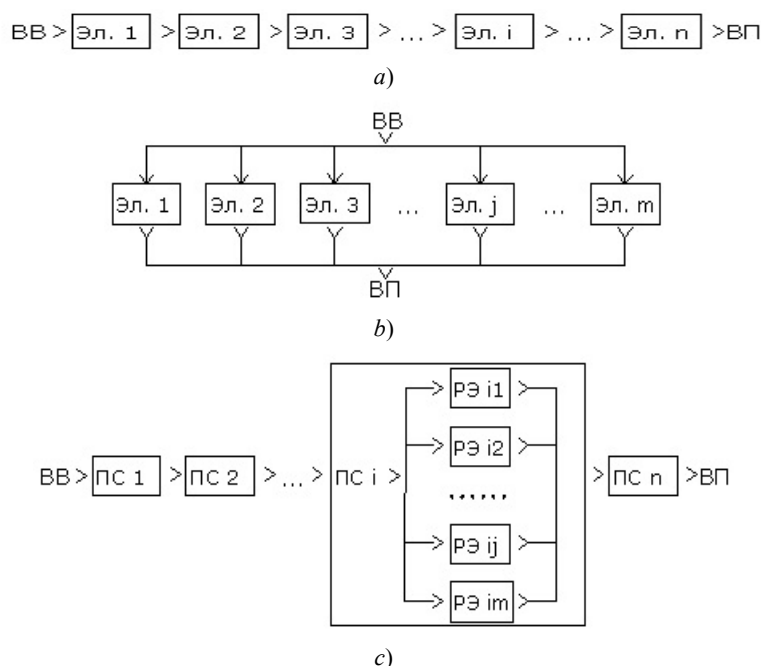 ВВ > Эл. 1 > Эл. 2 > Эл. 3 > ... > Эл. i > ... > Эл. n >ВП
a)
ВВ
Эл. 1 Эл. 2 Эл. 3 ... Эл. j ... Эл. m
ВП
b)
РЭ i1
РЭ i2
ВВ> ПС 1 > ПС 2 >...> ПС i > ...... > ПС n >ВП
РЭ ij
РЭ im
c)